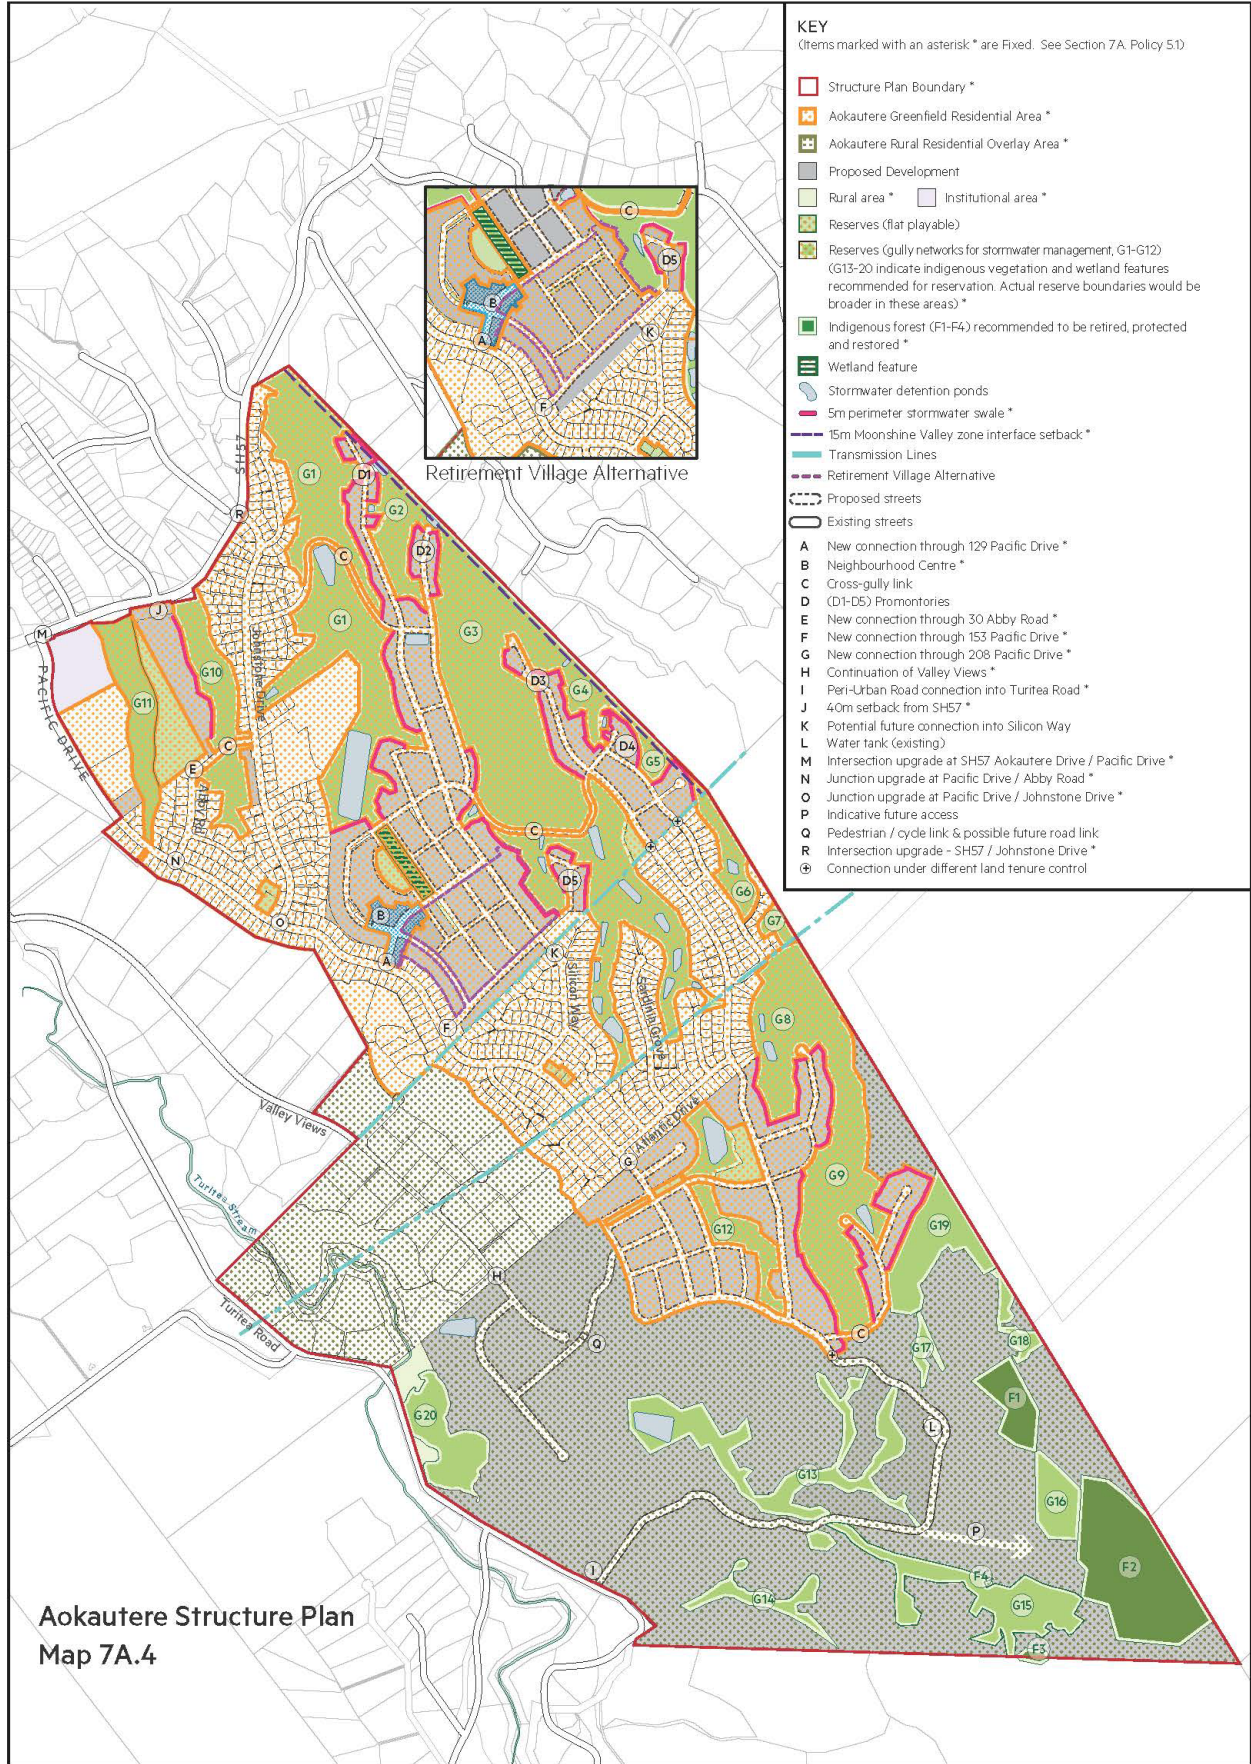 KEY
(Items marked with an asterisk * are Fixed. See Section 7A. Policy 5.1)
Structure Plan Boundary *
Aokautere Greenfield Residential Area *
Aokautere Rural Residential Overlay Area *
Proposed Development
Rural area * Institutional area *
Reserves (flat playable)
Reserves (gully networks for stormwater management, G1-G12)
(G13-20 indicate indigenous vegetation and wetland features
recommended for reservation. Actual reserve boundaries would be
broader in these areas) *
Indigenous forest (F1-F4) recommended to be retired, protected
and restored *
Wetland feature
Stormwater detention ponds
5m perimeter stormwater swale *
15m Moonshine Valley zone interface setback *
Transmission Lines
Retirement Village Alternative
Proposed streets
Existing streets
A New connection through 129 Pacific Drive *
B Neighbourhood Centre *
C Cross-gully link
D (D1-D5) Promontories
E New connection through 30 Abby Road *
F New connection through 153 Pacific Drive *
G New connection through 208 Pacific Drive *
H Continuation of Valley Views *
I Peri-Urban Road connection into Turitea Road *
J 40m setback from SH57 *
K Potential future connection into Silicon Way
L Water tank (existing)
M Intersection upgrade at SH57 Aokautere Drive / Pacific Drive *
N Junction upgrade at Pacific Drive / Abby Road *
O Junction upgrade at Pacific Drive / Johnstone Drive *
P Indicative future access
Q Pedestrian / cycle link & possible future road link
R Intersection upgrade - SH57 / Johnstone Drive *
Connection under different land tenure control
C
D5
B
K
A
F
Retirement Village Alternative
SH57
G1
D1
G2
R
D2
C
J
G1
G3
M
Johnstone Drive
G10
D3
G4
PACIFIC DRIVE
G11
C
D4
G5
E
Abby Rd
C
N
D5
G6
B
O
G7
A
K
Silicon Way
Sardinia Grove
F
G8
Valley Views
Atlantic Drive
G
G9
Turitea Stream
G12
G19
H
Turitea Road
Q
C
G17
G18
F1
G20
L
G13
G16
P
I
F4
F2
G14
G15
F3
Aokautere Structure Plan
Map 7A.4